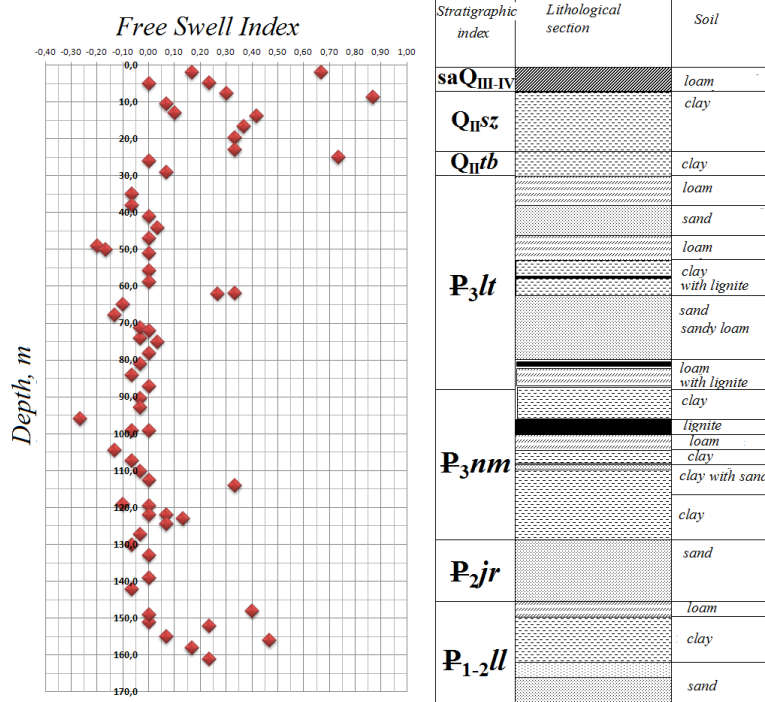 Free Swell Index
-0,40 -0,30 -0,20 -0,10 0,00 0,10 0,20 0,30 0,40 0,50 0,60 0,70 0,80 0,90 1,00
Depth, m
0,0
10,0
20,0
30,0
40,0
50,0
60,0
70,0
80,0
90,0
100,0
110,0
120,0
130,0
140,0
150,0
160,0
170,0
Stratigraphic
index
Lithological
section
Soil
saQIII-IV
loam
QIIsz
clay
QIItb
clay
loam
sand
loam
P3lt
clay
with lignite
sand
sandy loam
loam
with lignite
clay
lignite
P3nm
loam
clay
clay with sand
clay
P2jr
sand
loam
P1-2ll
clay
sand